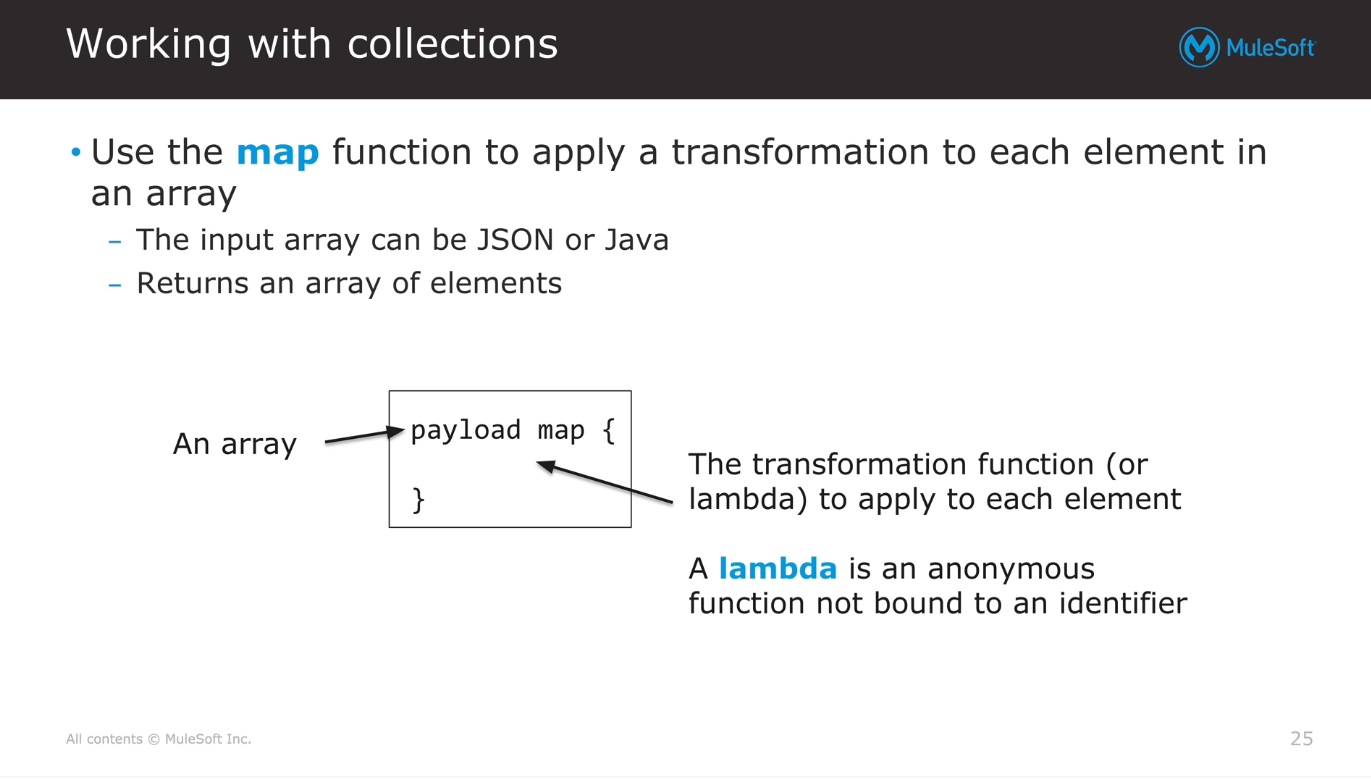 Working with collections
MuleSoft
• Use the map function to apply a transformation to each element in
an array
– The input array can be JSON or Java
– Returns an array of elements
An array
payload map {
}
The transformation function (or
lambda) to apply to each element
A lambda is an anonymous
function not bound to an identifier
All contents © MuleSoft Inc.
25